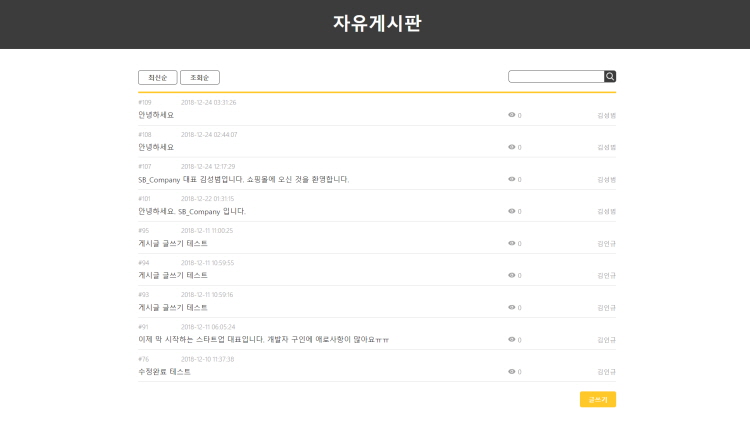 자유게시판
최신순 조회순
#109 2018-12-24 03:31:26
안녕하세요 0 김성범
#108 2018-12-24 02:44:07
안녕하세요 0 김성범
#107 2018-12-24 12:17:29
SB_Company 대표 김성범입니다. 쇼핑몰에 오신 것을 환영합니다. 0 김성범
#101 2018-12-22 01:31:15
안녕하세요. SB_Company 입니다. 0 김성범
#95 2018-12-11 11:00:25
게시글 글쓰기 테스트 0 김민규
#94 2018-12-11 10:59:55
게시글 글쓰기 테스트 0 김민규
#93 2018-12-11 10:59:16
게시글 글쓰기 테스트 0 김민규
#91 2018-12-11 06:05:24
이제 막 시작하는 스타트업 대표입니다. 개발자 구인에 애로사항이 많아요ㅠㅠ 0 김민규
#76 2018-12-10 11:37:38
수정완료 테스트 0 김민규
글쓰기